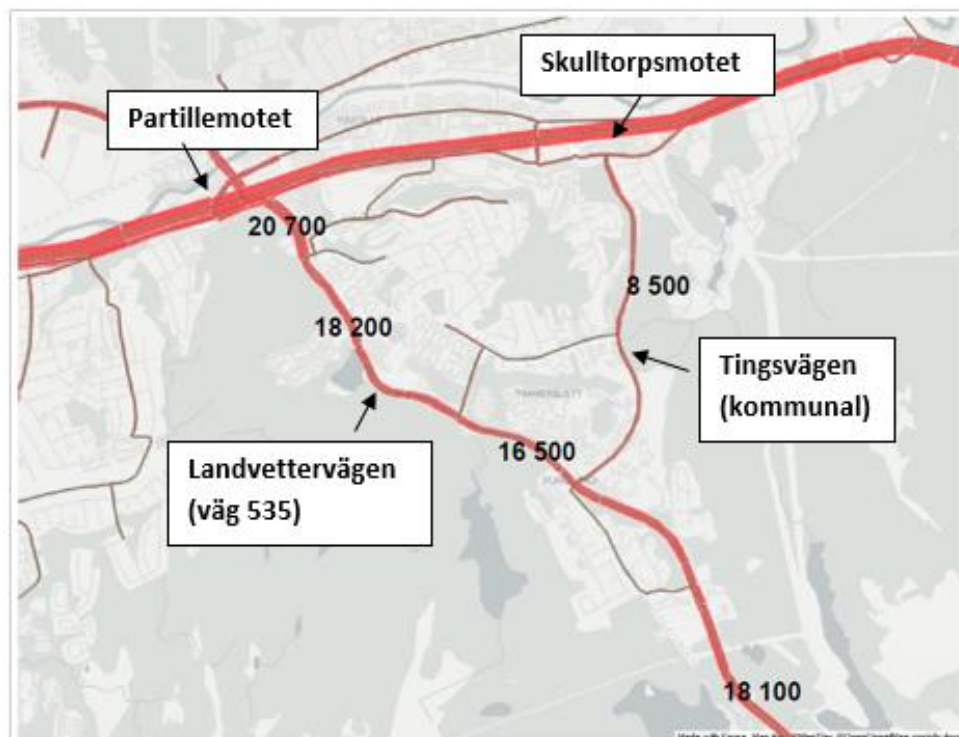 Skulltorpsmotet
Partillemotet
20 700
8 500
18 200
Tingsvägen
(kommunal)
16 500
Landvettervägen
(väg 535)
18 100